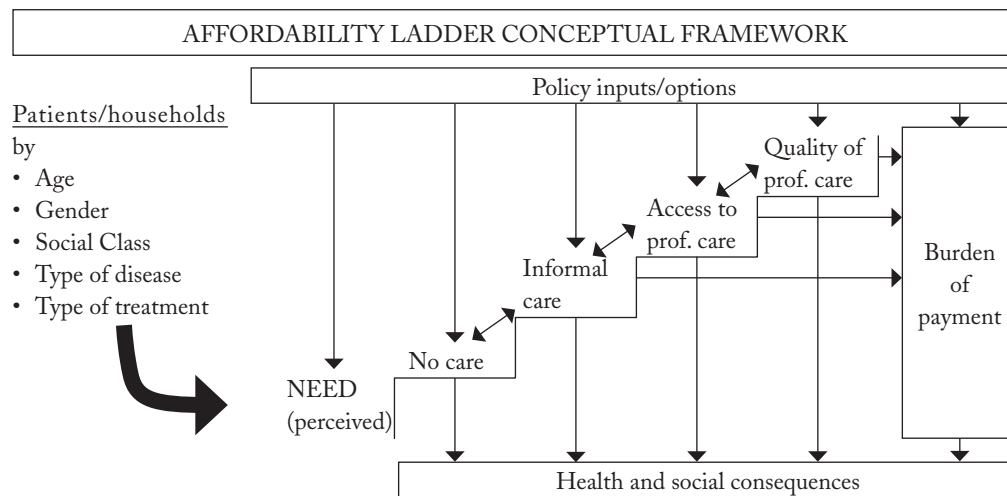 AFFORDABILITY LADDER CONCEPTUAL FRAMEWORK
Policy inputs/options
Patients/households
by
• Age
• Gender
• Social Class
• Type of disease
• Type of treatment
NEED
(perceived)
No care
Informal
care
Access to
prof. care
Quality of
prof. care
Burden
of
payment
Health and social consequences